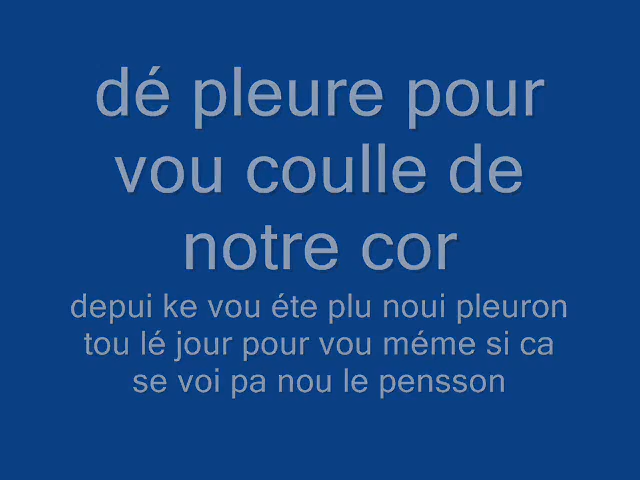 dé pleure pour
vou coulle de
notre cor
depui ke vou éte plu noui pleuron
tou lé jour pour vou méme si ca
se voi pa nou le pensson